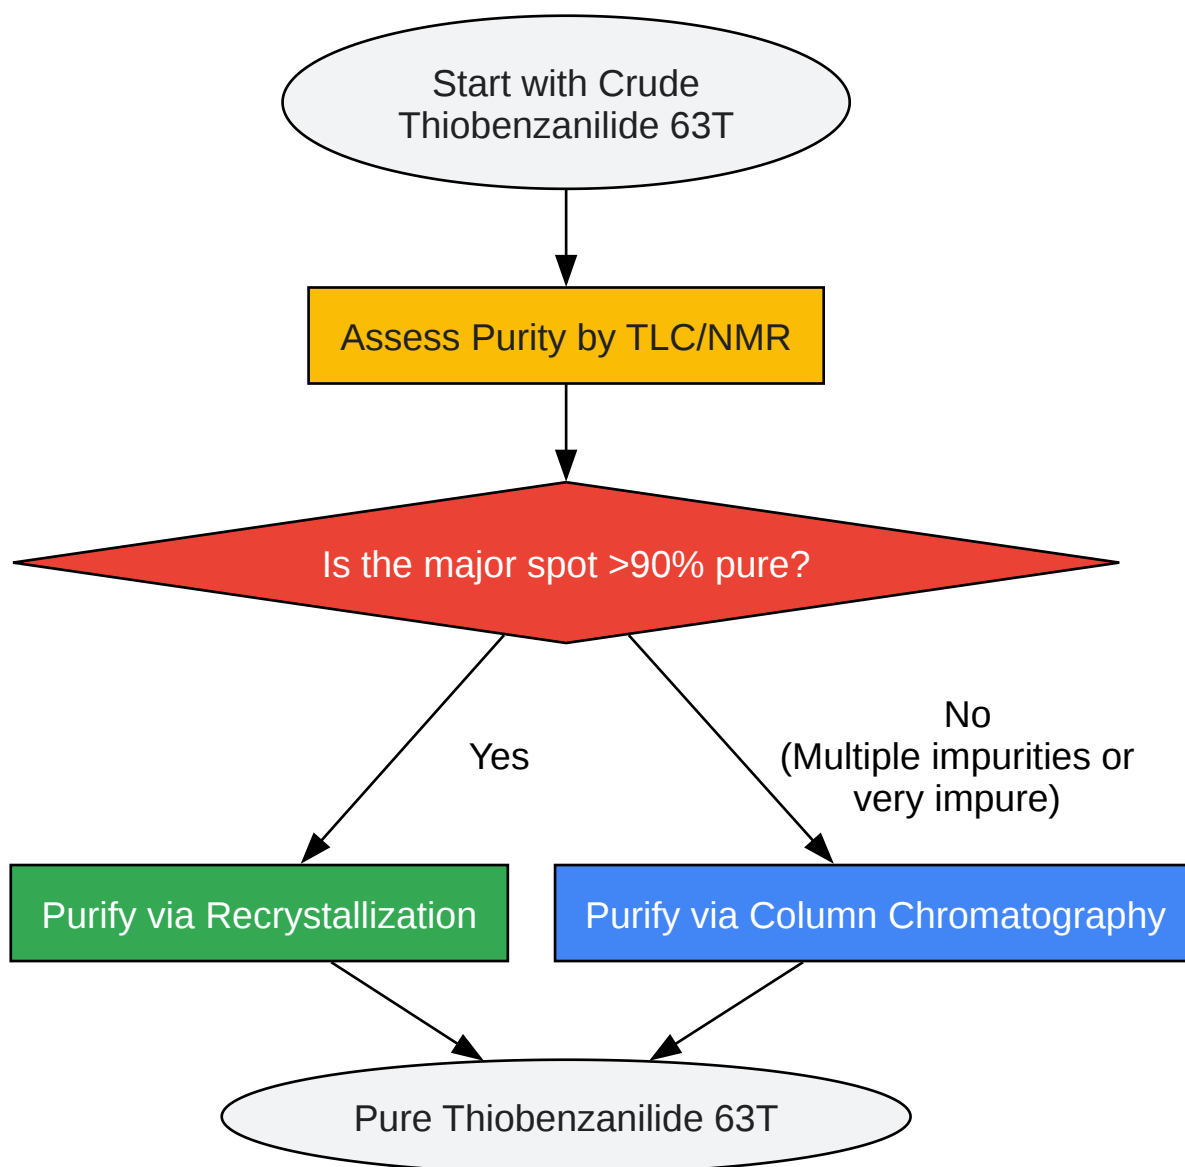 Start with Crude
Thiobenzanilide 63T
Assess Purity by TLC/NMR
Is the major spot >90% pure?
Yes
No
(Multiple impurities or
very impure)
Purify via Recrystallization
Purify via Column Chromatography
Pure Thiobenzanilide 63T